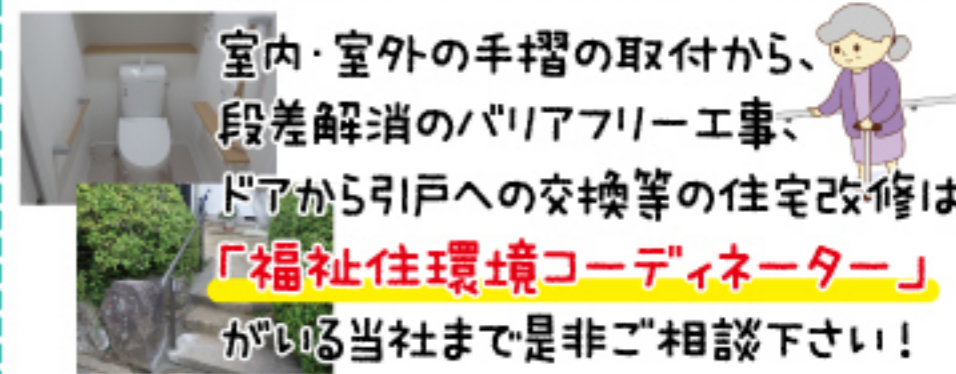 室内・室外の手摺の取付から、
段差解消のバリアフリー工事、
ドアから引戸への交換等の住宅改修は
「福祉住環境コーディネーター」
がいる当社まで是非ご相談下さい!